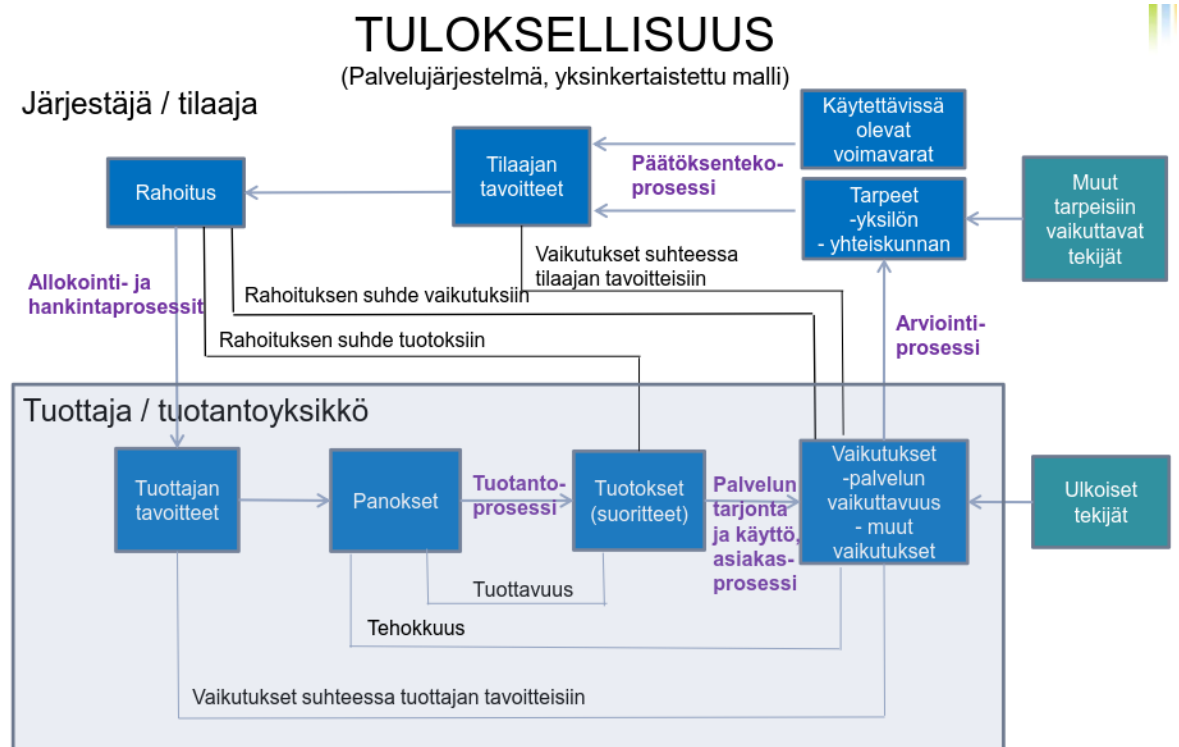 TULOKSELLISUUS
(Palvelujärjestelmä, yksinkertaistettu malli)
Järjestäjä / tilaaja
Käytettävissä
olevat
voimavarat
Tilaajan
tavoitteet
Päätöksenteko-
prosessi
Rahoitus
Tarpeet
-yksilön
- yhteiskunnan
Muut
tarpeisiin
vaikuttavat
tekijät
Vaikutukset suhteessa
tilaajan tavoitteisiin
Allokointi- ja
hankintaprosessit
Rahoituksen suhde vaikutuksiin
Rahoituksen suhde tuotoksiin
Arviointi-
prosessi
Tuottaja / tuotantoyksikkö
Tuottajan
tavoitteet
Panokset
Tuotanto-
prosessi
Tuotokset
(suoritteet)
Palvelun
tarjonta
ja käyttö,
asiakas-
prosessi
Vaikutukset
-palvelun
vaikuttavuus
- muut
vaikutukset
Ulkoiset
tekijät
Tuottavuus
Tehokkuus
Vaikutukset suhteessa tuottajan tavoitteisiin